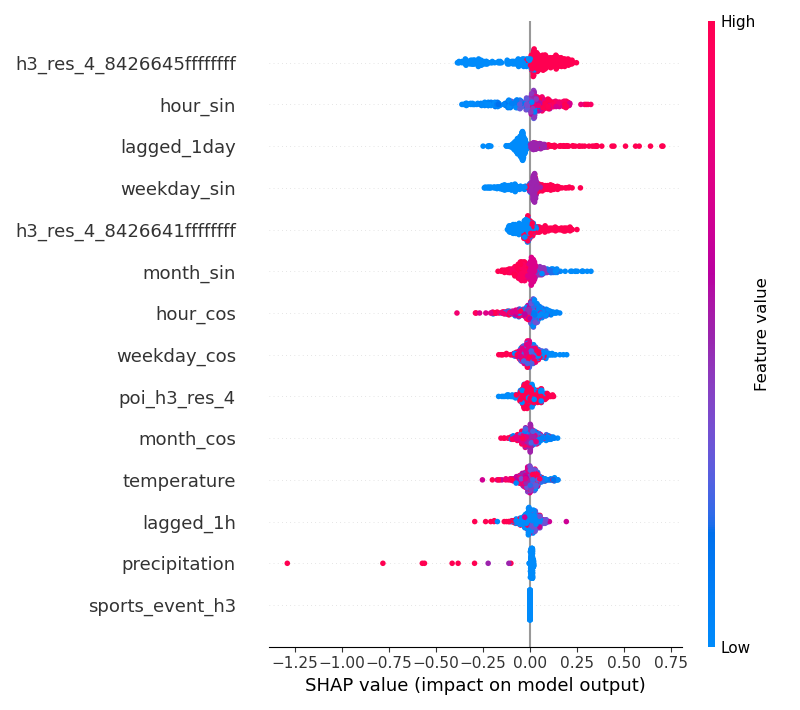 High
h3_res_4_8426645ffffffff
hour_sin
lagged_1day
weekday_sin
h3_res_4_8426641ffffffff
month_sin
hour_cos
weekday_cos
poi_h3_res_4
month_cos
temperature
lagged_1h
precipitation
sports_event_h3
Feature value
Low
−1.25 −1.00 −0.75 −0.50 −0.25 0.00 0.25 0.50 0.75
SHAP value (impact on model output)